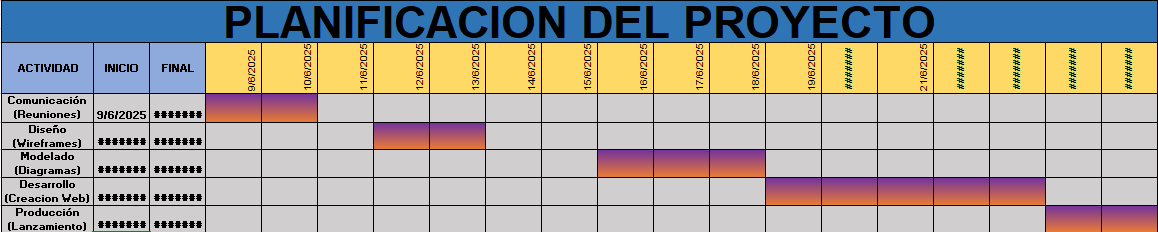 PLANIFICACION DEL PROYECTO
ACTIVIDAD INICIO FINAL 9/6/2025 10/6/2025 11/6/2025 12/6/2025 13/6/2025 14/6/2025 15/6/2025 16/6/2025 17/6/2025 18/6/2025 19/6/2025 ####### 21/6/2025 ####### ####### ####### #######
Comunicación
(Reuniones) 9/6/2025 #######
Diseño
(Wireframes) ####### #######
Modelado
(Diagramas) ####### #######
Desarrollo
(Creacion Web) ####### #######
Producción
(Lanzamiento) ####### #######